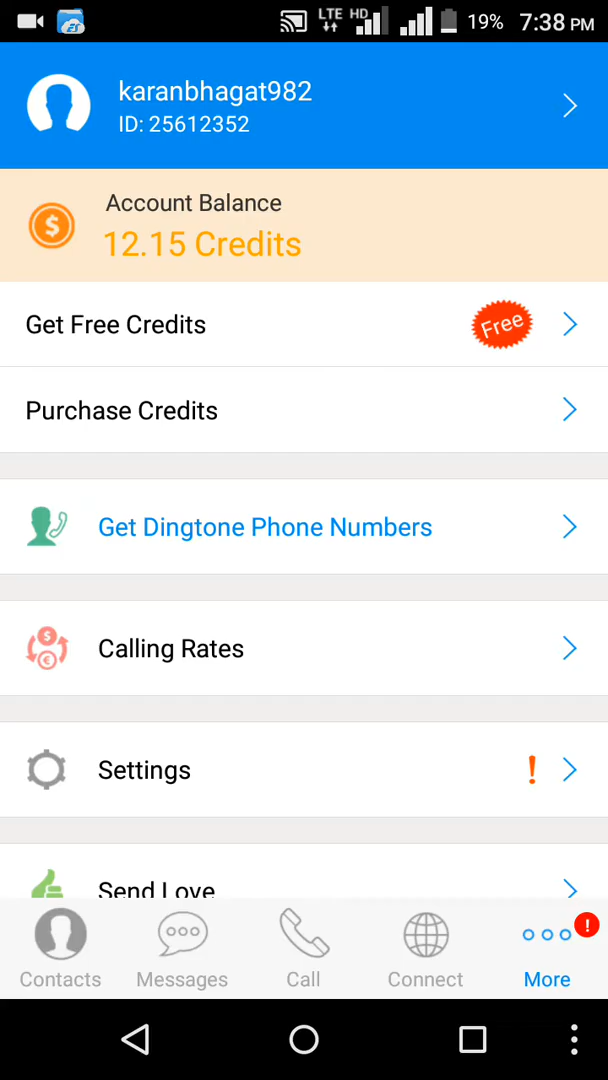 LTE HD 19% 7:38 PM
karanbhagat982
ID: 25612352
Account Balance
12.15 Credits
Get Free Credits Free
Purchase Credits
Get Dingtone Phone Numbers
Calling Rates
Settings !
Send Love
!
Contacts Messages Call Connect More